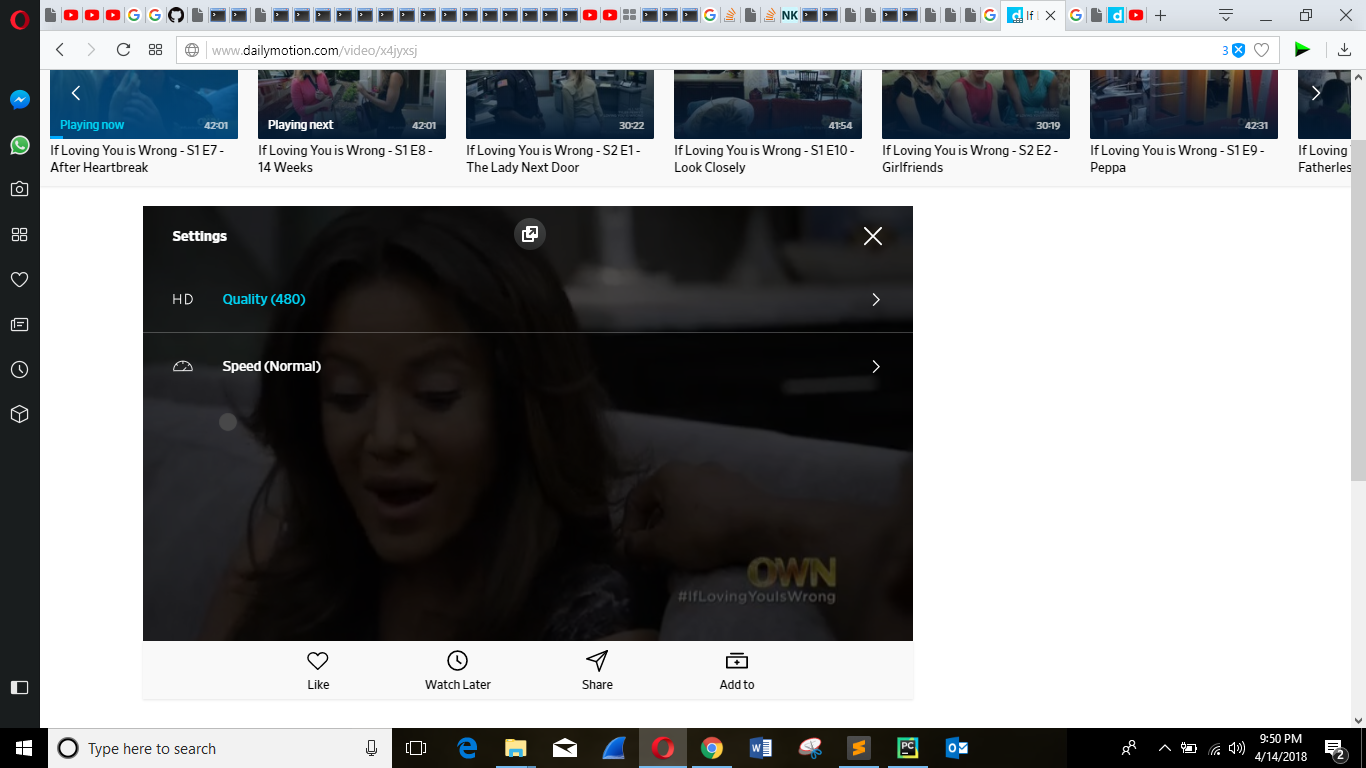 NK
If
www.dailymotion.com/video/x4jyxsj
3
Playing now
42:01
Playing next
42:01
30:22
41:54
30:19
42:31
If Loving You is Wrong - S1 E7 -
After Heartbreak
If Loving You is Wrong - S1 E8 -
14 Weeks
If Loving You is Wrong - S2 E1 -
The Lady Next Door
If Loving You is Wrong - S1 E10 -
Look Closely
If Loving You is Wrong - S2 E2 -
Girlfriends
If Loving You is Wrong - S1 E9 -
Peppa
If Loving
Settings
HD
Quality (480)
Speed (Normal)
OWN
#IfLovingYouIsWrong
Like
Watch Later
Share
Add to
Type here to search
9:50 PM
4/14/2018
2